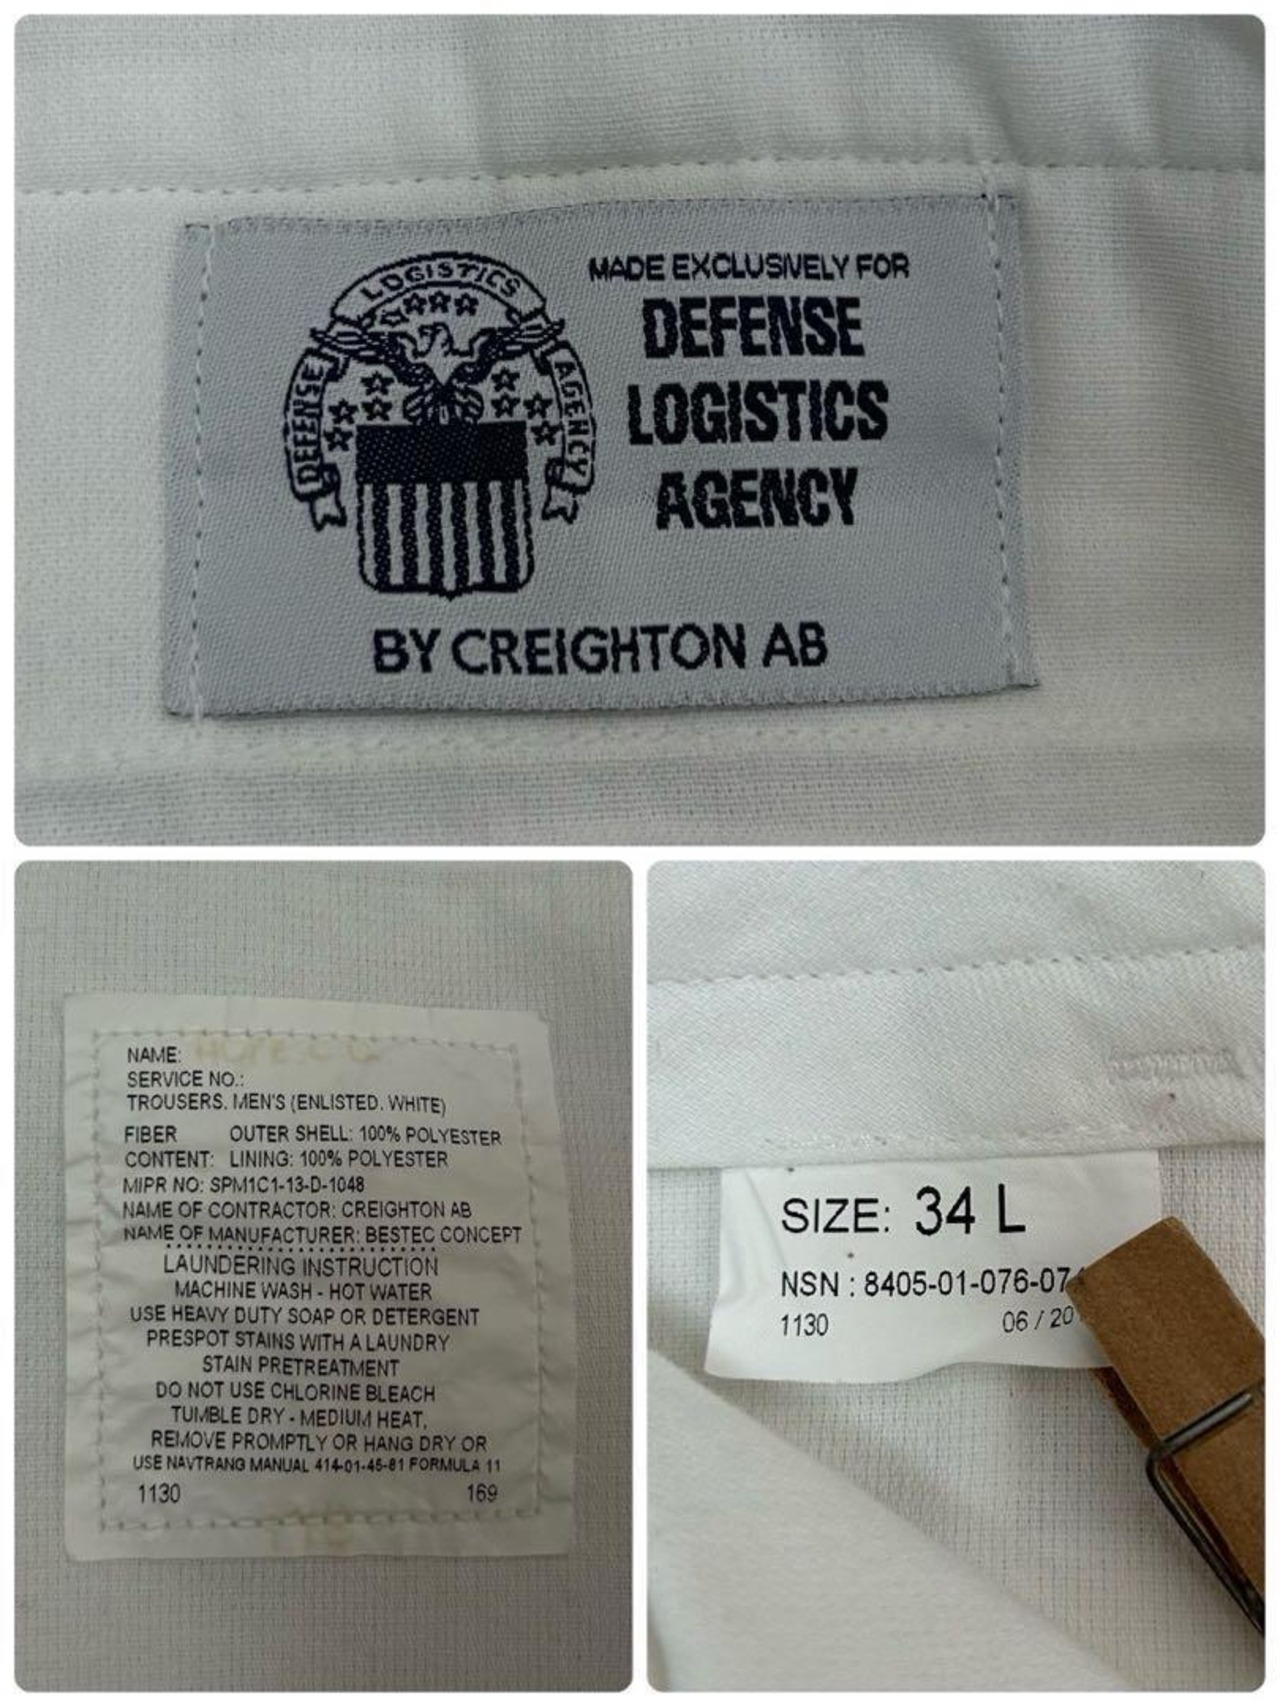 DEFENSE LOGISTICS AGENCY
MADE EXCLUSIVELY FOR
DEFENSE
LOGISTICS
AGENCY
BY CREIGHTON AB
NAME:
SERVICE NO.:
TROUSERS. MEN'S (ENLISTED. WHITE)
FIBER OUTER SHELL: 100% POLYESTER
CONTENT: LINING: 100% POLYESTER
MIPR NO: SPM1C1-13-D-1048
NAME OF CONTRACTOR: CREIGHTON AB
NAME OF MANUFACTURER: BESTEC CONCEPT
LAUNDERING INSTRUCTION
MACHINE WASH - HOT WATER
USE HEAVY DUTY SOAP OR DETERGENT
PRESPOT STAINS WITH A LAUNDRY
STAIN PRETREATMENT
DO NOT USE CHLORINE BLEACH
TUMBLE DRY - MEDIUM HEAT,
REMOVE PROMPTLY OR HANG DRY OR
USE NAVTRANG MANUAL 414-01-45-81 FORMULA 11
1130 169
SIZE: 34 L
NSN : 8405-01-076-07
1130 06 / 20